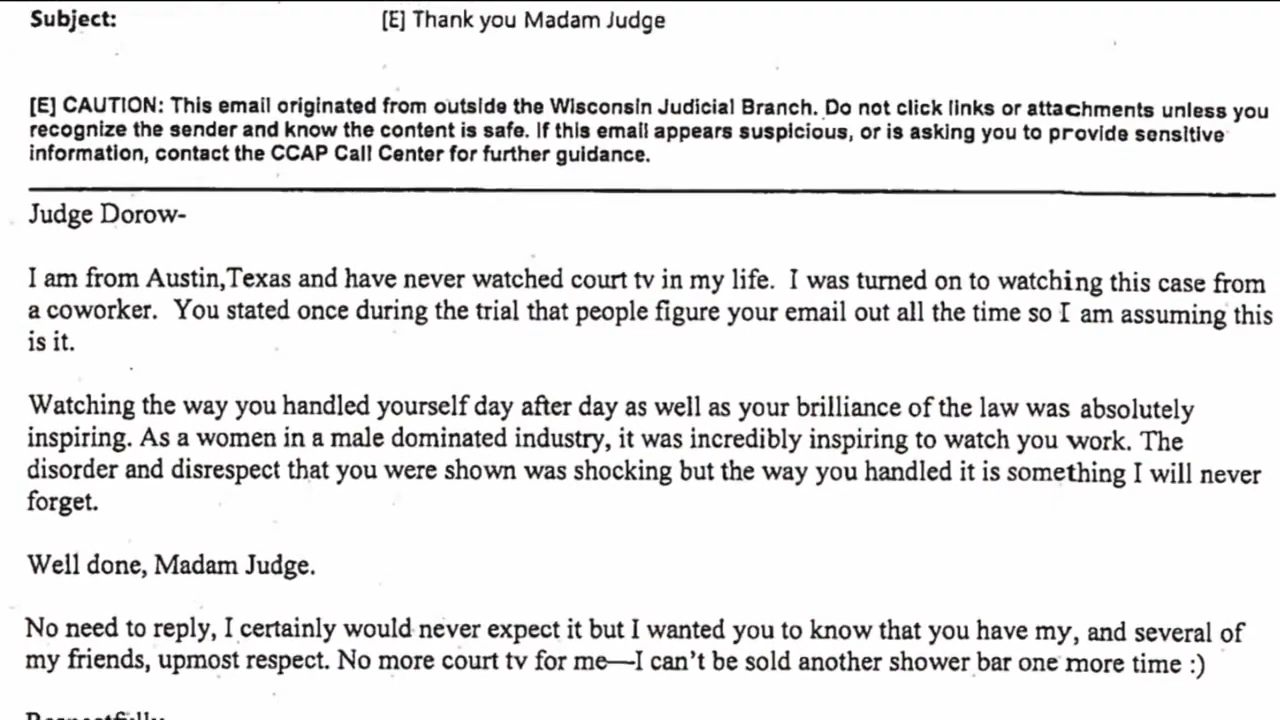 Subject: [E] Thank you Madam Judge
[E] CAUTION: This email originated from outside the Wisconsin Judicial Branch. Do not click links or attachments unless you
recognize the sender and know the content is safe. If this email appears suspicious, or is asking you to provide sensitive
information, contact the CCAP Call Center for further guidance.
Judge Dorow-
I am from Austin,Texas and have never watched court tv in my life. I was turned on to watching this case from
a coworker. You stated once during the trial that people figure your email out all the time so I am assuming this
is it.
Watching the way you handled yourself day after day as well as your brilliance of the law was absolutely
inspiring. As a women in a male dominated industry, it was incredibly inspiring to watch you work. The
disorder and disrespect that you were shown was shocking but the way you handled it is something I will never
forget.
Well done, Madam Judge.
No need to reply, I certainly would never expect it but I wanted you to know that you have my, and several of
my friends, upmost respect. No more court tv for me—I can't be sold another shower bar one more time :)
Respectfully